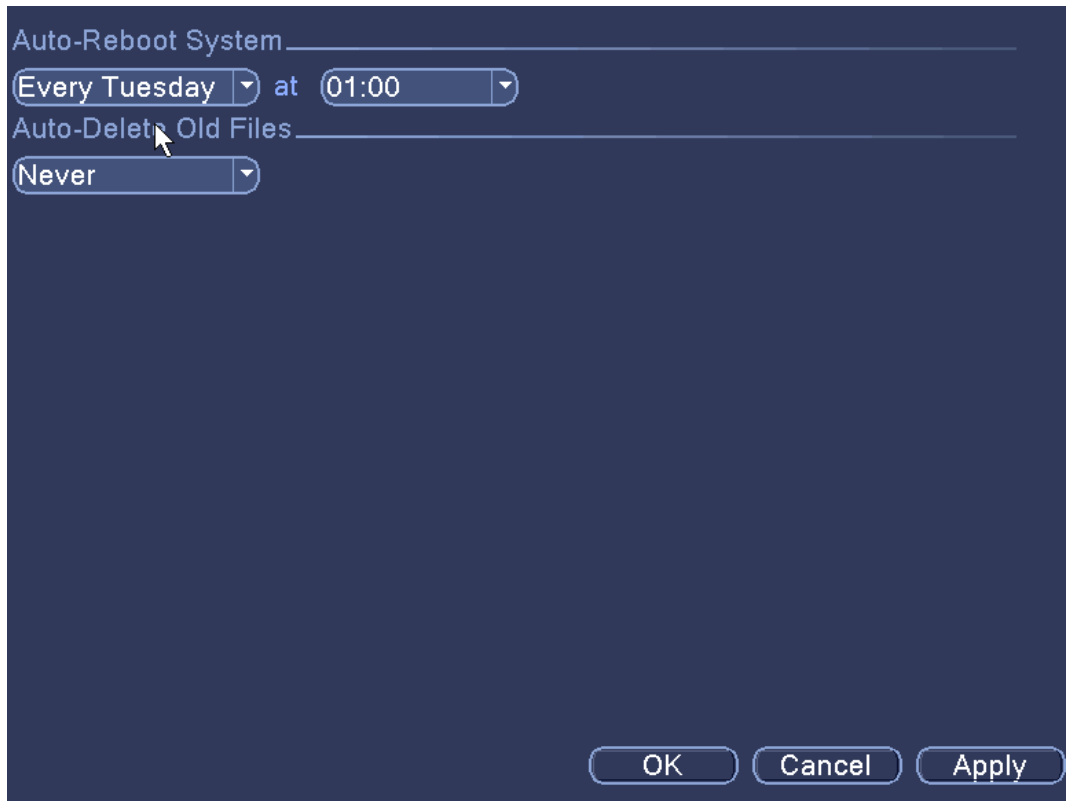 Auto-Reboot System
Every Tuesday at 01:00
Auto-Delete Old Files
Never
OK Cancel Apply